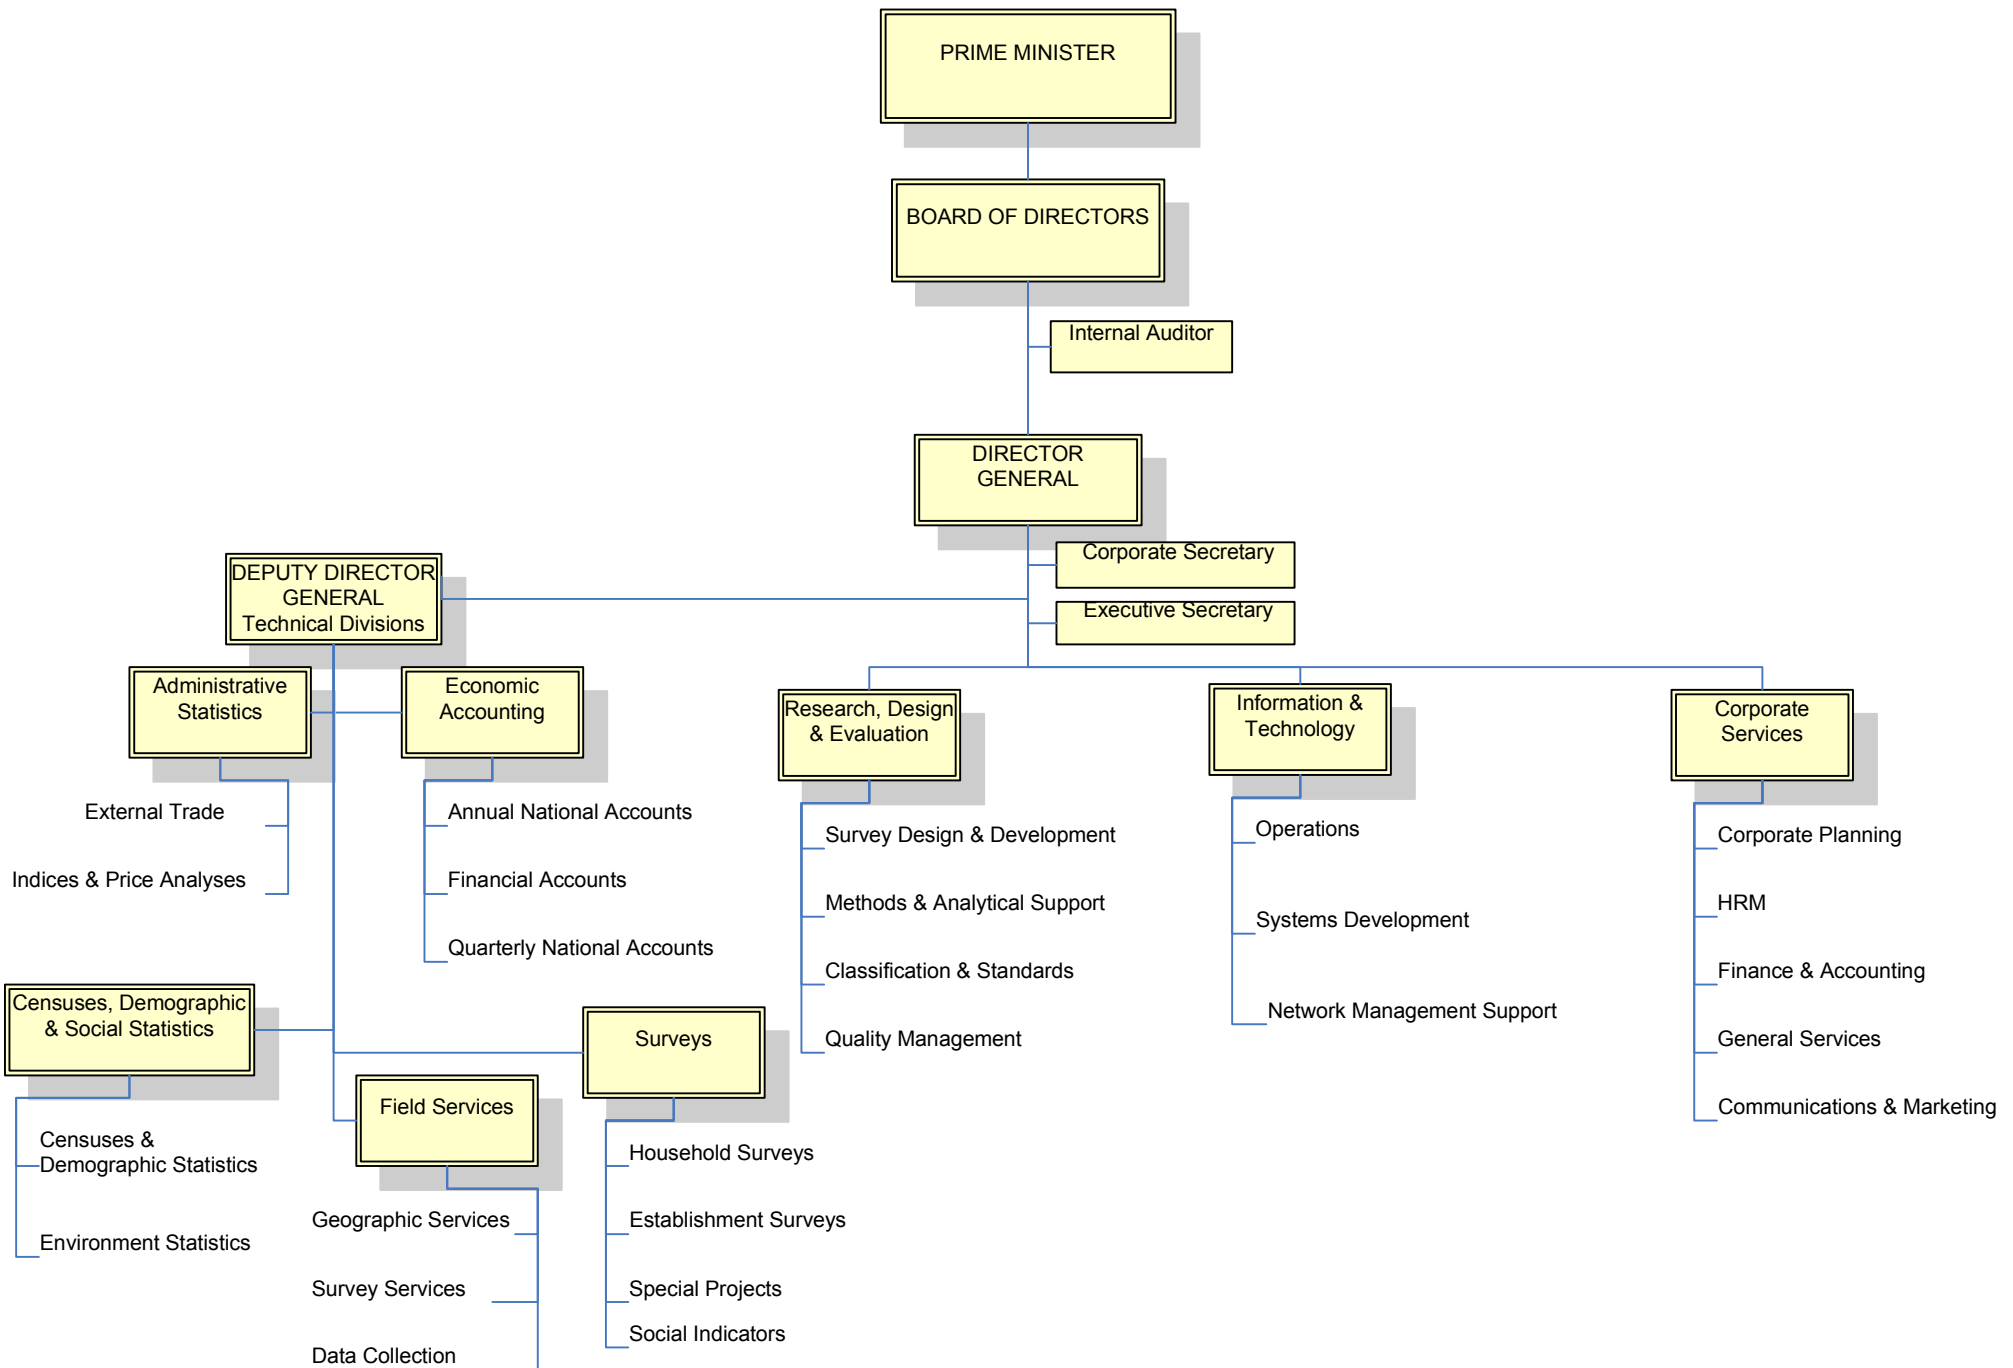 PRIME MINISTER
BOARD OF DIRECTORS
Internal Auditor
DIRECTOR
GENERAL
Corporate Secretary
Executive Secretary
DEPUTY DIRECTOR
GENERAL
Technical Divisions
Administrative
Statistics
External Trade
Indices & Price Analyses
Economic
Accounting
Annual National Accounts
Financial Accounts
Quarterly National Accounts
Censuses, Demographic
& Social Statistics
Censuses &
Demographic Statistics
Environment Statistics
Field Services
Geographic Services
Survey Services
Data Collection
Surveys
Household Surveys
Establishment Surveys
Special Projects
Social Indicators
Research, Design
& Evaluation
Survey Design & Development
Methods & Analytical Support
Classification & Standards
Quality Management
Information &
Technology
Operations
Systems Development
Network Management Support
Corporate
Services
Corporate Planning
HRM
Finance & Accounting
General Services
Communications & Marketing